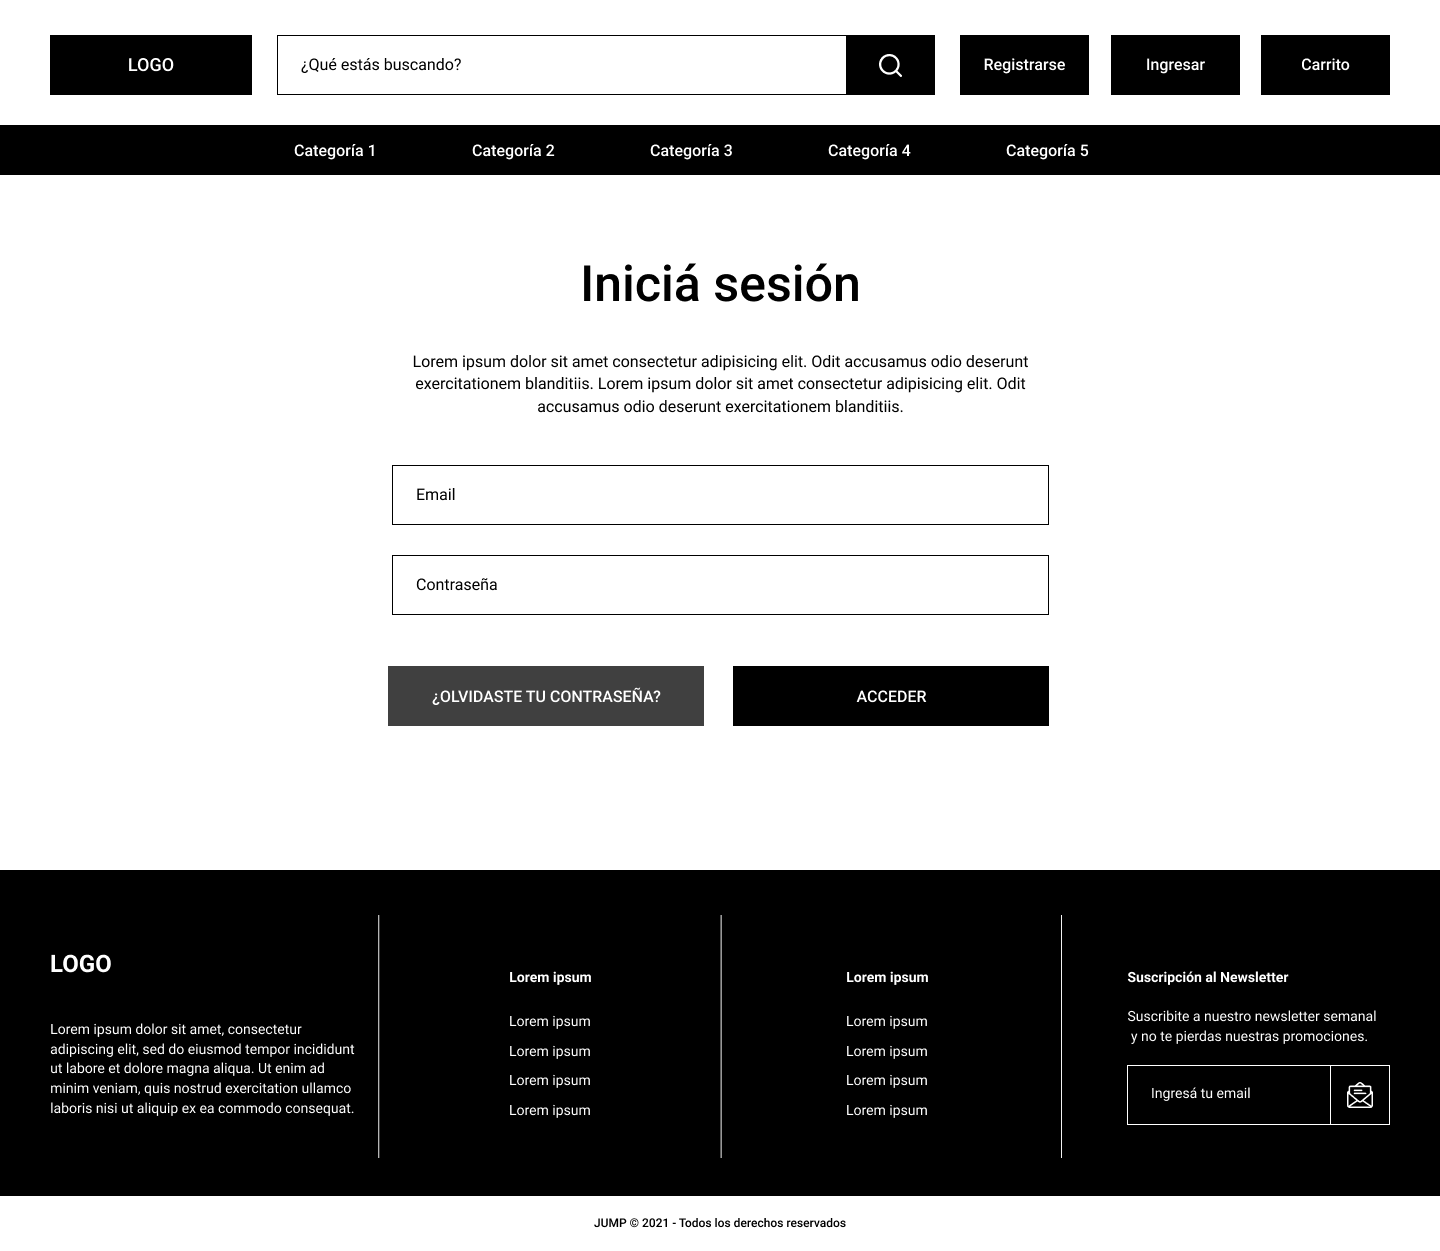 LOGO
¿Qué estás buscando?
Registrarse
Ingresar
Carrito
Categoría 1
Categoría 2
Categoría 3
Categoría 4
Categoría 5
Iniciá sesión
Lorem ipsum dolor sit amet consectetur adipisicing elit. Odit accusamus odio deserunt
exercitationem blanditiis. Lorem ipsum dolor sit amet consectetur adipisicing elit. Odit
accusamus odio deserunt exercitationem blanditiis.
Email
Contraseña
¿OLVIDASTE TU CONTRASEÑA?
ACCEDER
LOGO
Lorem ipsum dolor sit amet, consectetur
adipiscing elit, sed do eiusmod tempor incididunt
ut labore et dolore magna aliqua. Ut enim ad
minim veniam, quis nostrud exercitation ullamco
laboris nisi ut aliquip ex ea commodo consequat.
Lorem ipsum
Lorem ipsum
Lorem ipsum
Lorem ipsum
Lorem ipsum
Lorem ipsum
Lorem ipsum
Lorem ipsum
Lorem ipsum
Lorem ipsum
Suscripción al Newsletter
Suscribite a nuestro newsletter semanal
y no te pierdas nuestras promociones.
Ingresá tu email
JUMP © 2021 - Todos los derechos reservados